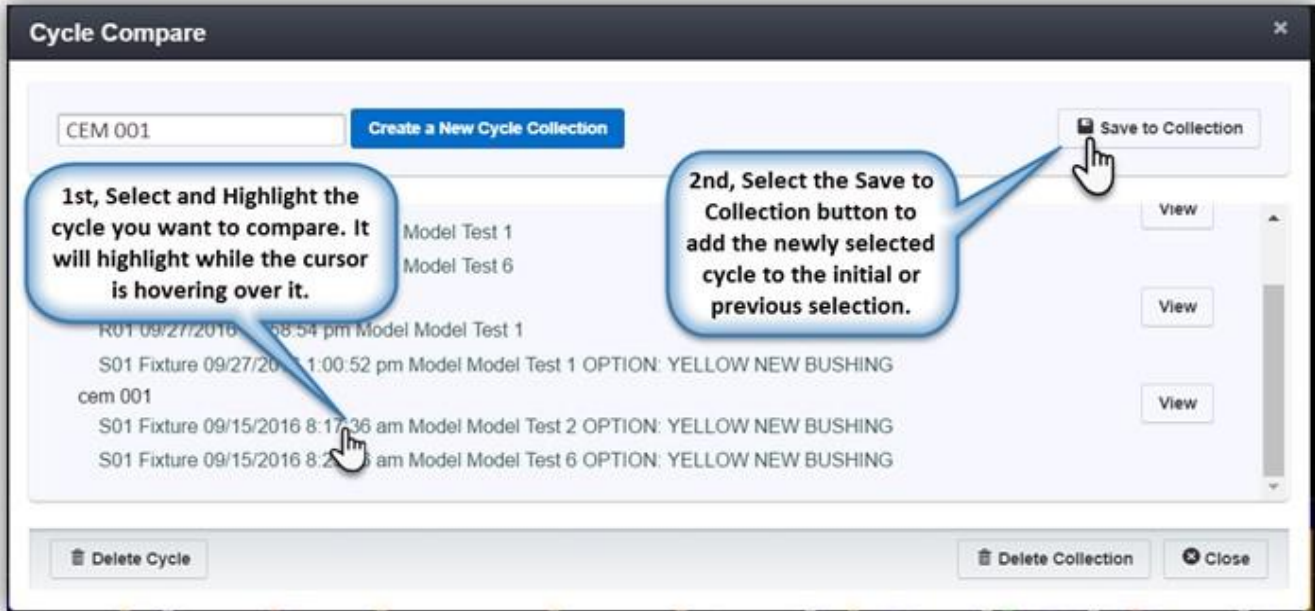 Cycle Compare
×
CEM 001
Create a New Cycle Collection
Save to Collection
1st, Select and Highlight the
cycle you want to compare. It
will highlight while the cursor
is hovering over it.
2nd, Select the Save to
Collection button to
add the newly selected
cycle to the initial or
previous selection.
View
Model Test 1
Model Test 6
View
R01 09/27/2016 58:54 pm Model Model Test 1
S01 Fixture 09/27/20 1:00:52 pm Model Model Test 1 OPTION: YELLOW NEW BUSHING
cem 001
View
S01 Fixture 09/15/2016 8:17:36 am Model Model Test 2 OPTION: YELLOW NEW BUSHING
S01 Fixture 09/15/2016 am Model Model Test 6 OPTION: YELLOW NEW BUSHING
Delete Cycle
Delete Collection
Close